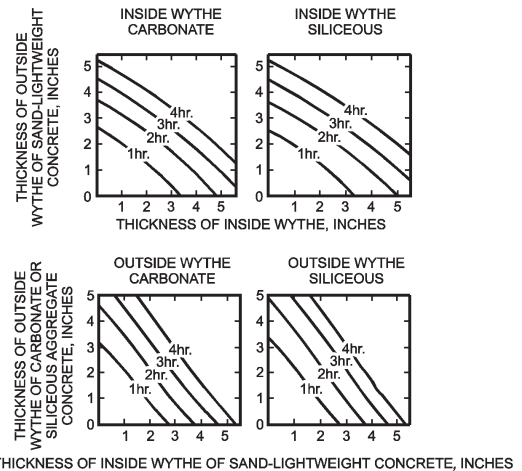 INSIDE WYTHE
CARBONATE
INSIDE WYTHE
SILICEOUS
THICKNESS OF OUTSIDE
WYTHE OF SAND-LIGHTWEIGHT
CONCRETE, INCHES
5
4
3
2
1
0
4hr.
3hr.
2hr.
1hr.
1 2 3 4 5
5
4
3
2
1
0
4hr.
3hr.
2hr.
1hr.
1 2 3 4 5
THICKNESS OF INSIDE WYTHE, INCHES
OUTSIDE WYTHE
CARBONATE
OUTSIDE WYTHE
SILICEOUS
THICKNESS OF OUTSIDE
WYTHE OF CARBONATE OR
SILICEOUS AGGREGATE
CONCRETE, INCHES
5
4
3
2
1
0
4hr.
3hr.
2hr.
1hr.
1 2 3 4 5
5
4
3
2
1
0
4hr.
3hr.
2hr.
1hr.
1 2 3 4 5
THICKNESS OF INSIDE WYTHE OF SAND-LIGHTWEIGHT CONCRETE, INCHES